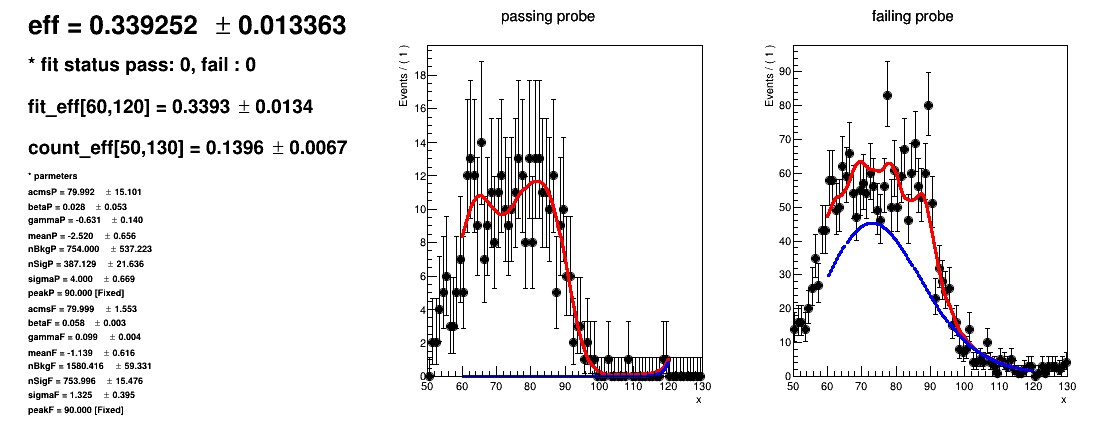 eff = 0.339252 ± 0.013363
* fit status pass: 0, fail : 0
fit_eff[60,120] = 0.3393 ± 0.0134
count_eff[50,130] = 0.1396 ± 0.0067
* parmeters
acmsP = 79.992 ± 15.101
betaP = 0.028 ± 0.053
gammaP = -0.631 ± 0.140
meanP = -2.520 ± 0.656
nBkgP = 754.000 ± 537.223
nSigP = 387.129 ± 21.636
sigmaP = 4.000 ± 0.669
peakP = 90.000 [Fixed]
acmsF = 79.999 ± 1.553
betaF = 0.058 ± 0.003
gammaF = 0.099 ± 0.004
meanF = -1.139 ± 0.616
nBkgF = 1580.416 ± 59.331
nSigF = 753.996 ± 15.476
sigmaF = 1.325 ± 0.395
peakF = 90.000 [Fixed]
passing probe
Events / ( 1 )
18
16
14
12
10
8
6
4
2
0
50 60 70 80 90 100 110 120 130
x
failing probe
Events / ( 1 )
90
80
70
60
50
40
30
20
10
0
50 60 70 80 90 100 110 120 130
x